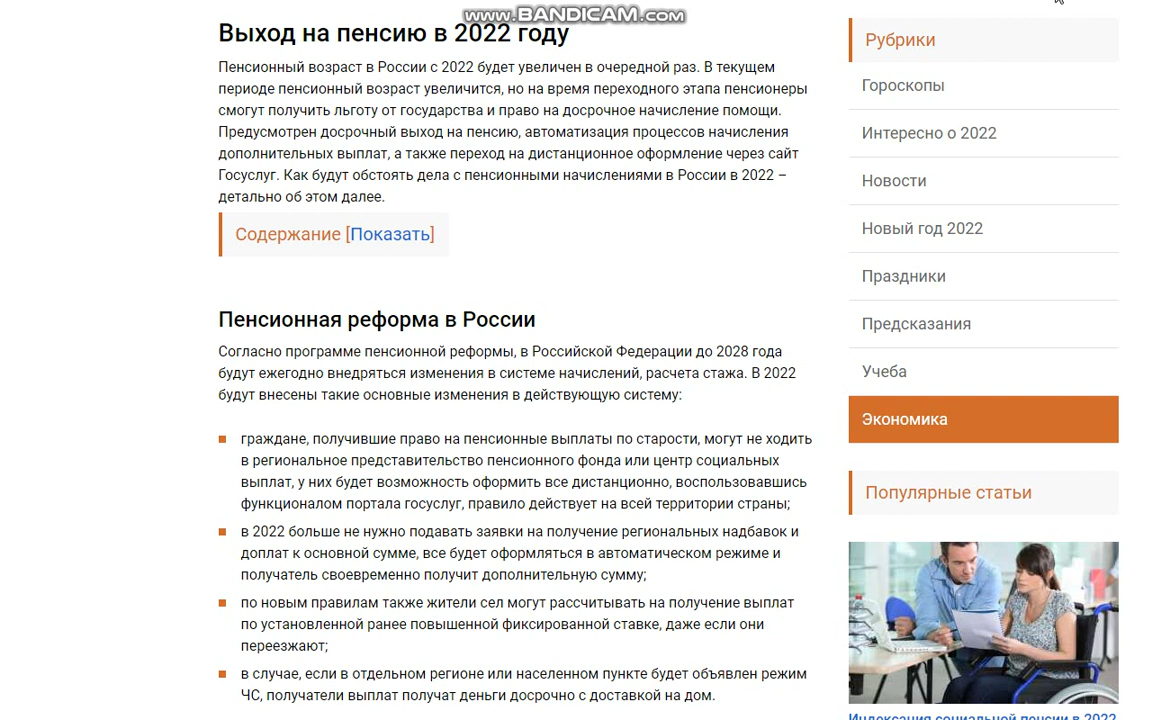 www.BANDICAM.com
Выход на пенсию в 2022 году
Пенсионный возраст в России с 2022 будет увеличен в очередной раз. В текущем
периоде пенсионный возраст увеличится, но на время переходного этапа пенсионеры
смогут получить льготу от государства и право на досрочное начисление помощи.
Предусмотрен досрочный выход на пенсию, автоматизация процессов начисления
дополнительных выплат, а также переход на дистанционное оформление через сайт
Госуслуг. Как будут обстоять дела с пенсионными начислениями в России в 2022 –
детально об этом далее.
Содержание [Показать]
Пенсионная реформа в России
Согласно программе пенсионной реформы, в Российской Федерации до 2028 года
будут ежегодно внедряться изменения в системе начислений, расчета стажа. В 2022
будут внесены такие основные изменения в действующую систему:
граждане, получившие право на пенсионные выплаты по старости, могут не ходить
в региональное представительство пенсионного фонда или центр социальных
выплат, у них будет возможность оформить все дистанционно, воспользовавшись
функционалом портала госуслуг, правило действует на всей территории страны;
в 2022 больше не нужно подавать заявки на получение региональных надбавок и
доплат к основной сумме, все будет оформляться в автоматическом режиме и
получатель своевременно получит дополнительную сумму;
по новым правилам также жители сел могут рассчитывать на получение выплат
по установленной ранее повышенной фиксированной ставке, даже если они
переезжают;
в случае, если в отдельном регионе или населенном пункте будет объявлен режим
ЧС, получатели выплат получат деньги досрочно с доставкой на дом.
Рубрики
Гороскопы
Интересно о 2022
Новости
Новый год 2022
Праздники
Предсказания
Учеба
Экономика
Популярные статьи
Индексация социальной пенсии в 2022